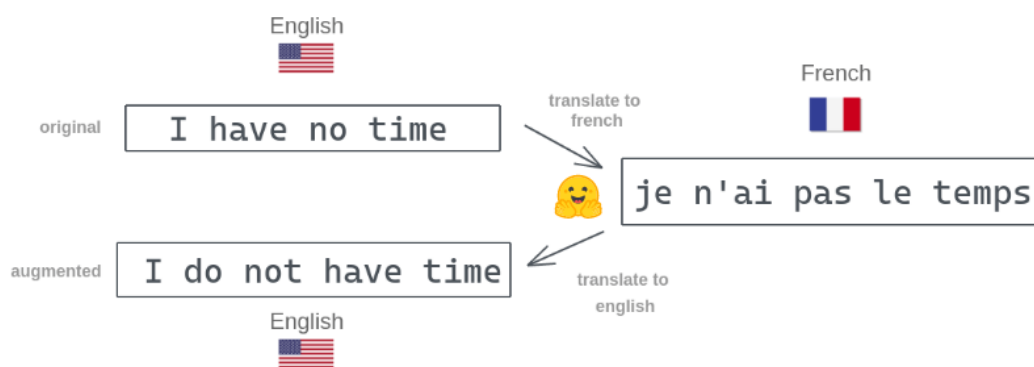 English
French
original
I have no time
translate to
french
je n'ai pas le temps
augmented
I do not have time
translate to
english
English